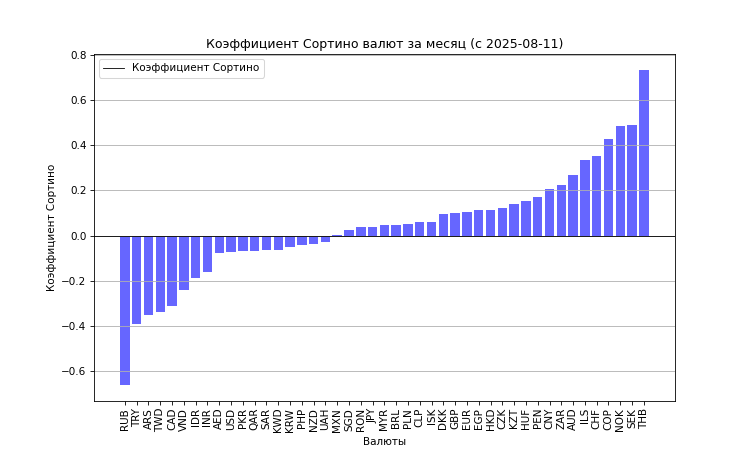 Коэффициент Сортино валют за месяц (с 2025-08-11)
Коэффициент Сортино
Коэффициент Сортино
0.8
0.6
0.4
0.2
0.0
−0.2
−0.4
−0.6
RUB
TRY
ARS
TWD
CAD
VND
IDR
INR
AED
USD
PKR
QAR
SAR
KWD
KRW
PHP
NZD
UAH
MXN
SGD
RON
JPY
MYR
BRL
PLN
CLP
ISK
DKK
GBP
EUR
EGP
HKD
CZK
KZT
HUF
PEN
CNY
ZAR
AUD
ILS
CHF
COP
NOK
SEK
THB
Валюты